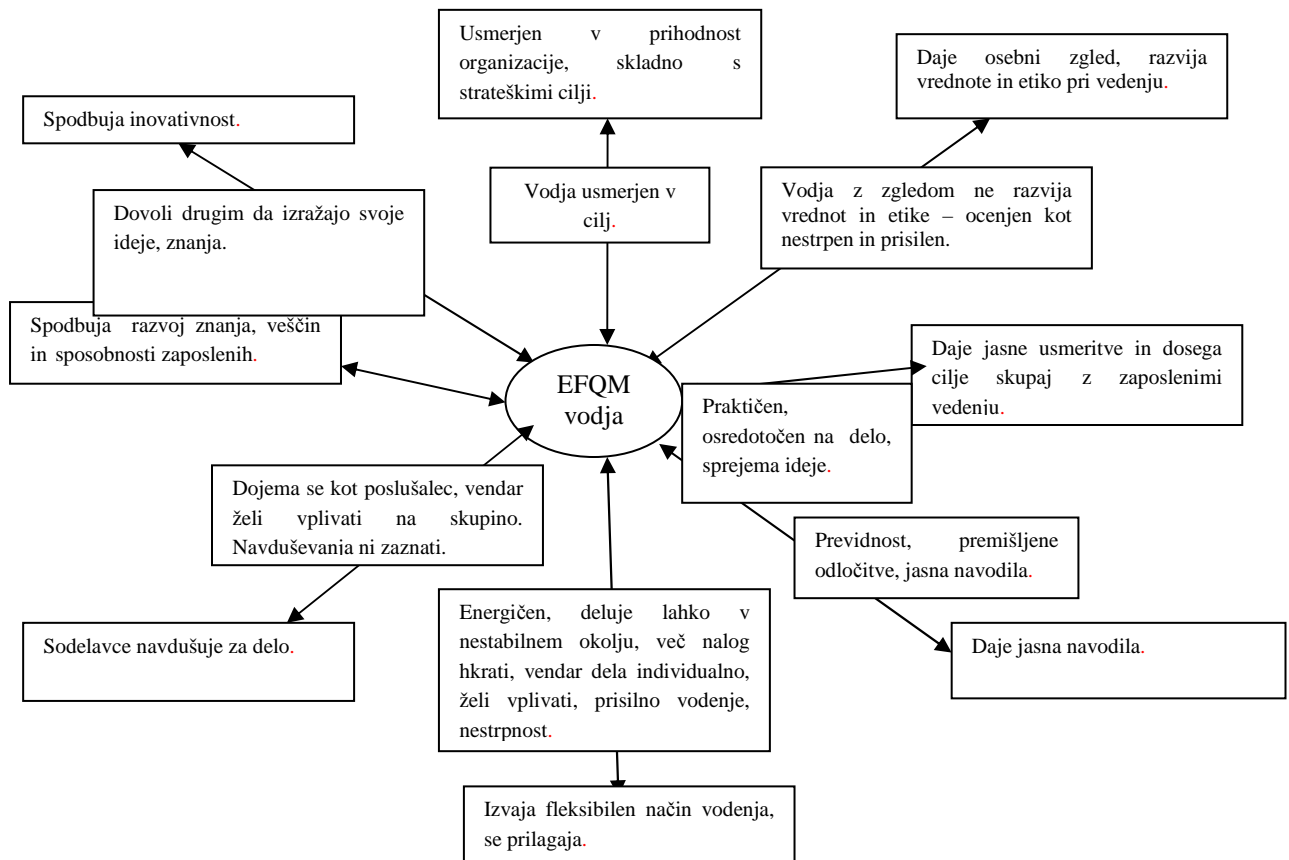 Usmerjen v prihodnost
organizacije, skladno s
strateškimi cilji.
Daje osebni zgled, razvija
vrednote in etiko pri vedenju.
Spodbuja inovativnost.
Vodja usmerjen v
cilj.
Vodja z zgledom ne razvija
vrednot in etike – ocenjen kot
nestrpen in prisilen.
Dovoli drugim da izražajo svoje
ideje, znanja.
Spodbuja razvoj znanja, veščin
in sposobnosti zaposlenih.
EFQM
vodja
Daje jasne usmeritve in dosega
cilje skupaj z zaposlenimi
vedenju.
Praktičen,
osredotočen na delo,
sprejema ideje.
Dojema se kot poslušalec, vendar
želi vplivati na skupino.
Navduševanja ni zaznati.
Previdnost, premišljene
odločitve, jasna navodila.
Energičen, deluje lahko v
nestabilnem okolju, več nalog
hkrati, vendar dela individualno,
želi vplivati, prisilno vodenje,
nestrpnost.
Sodelavce navdušuje za delo.
Daje jasna navodila.
Izvaja fleksibilen način vodenja,
se prilagaja.